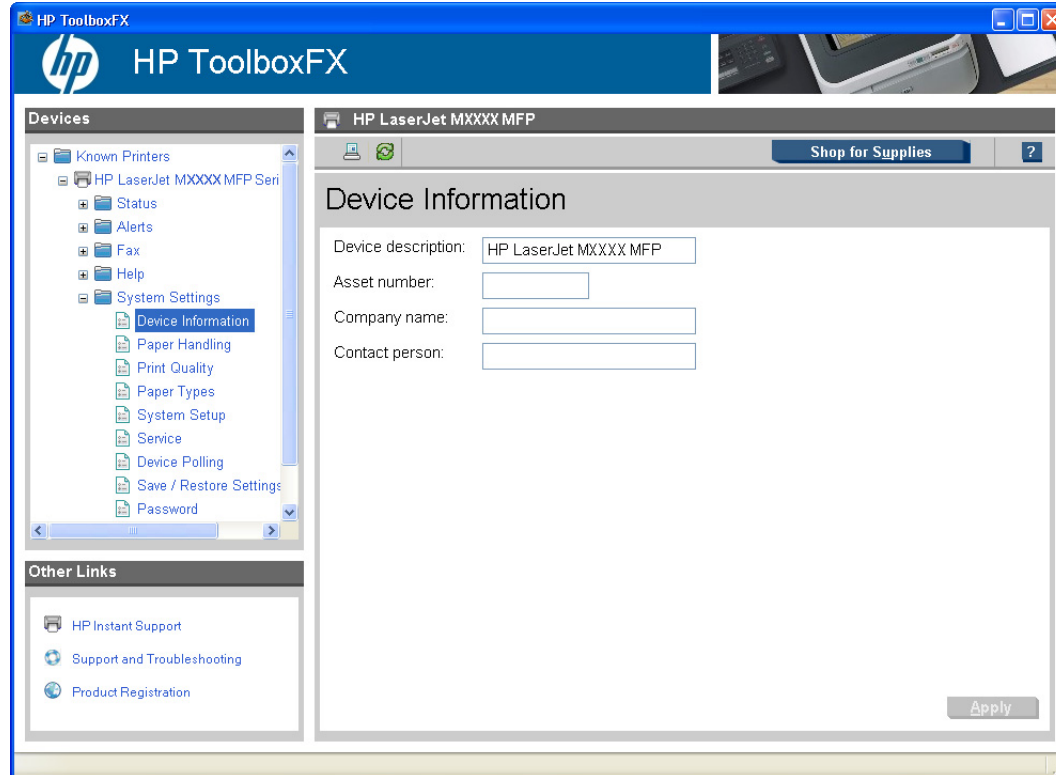 HP ToolboxFX
hp
HP ToolboxFX
Devices
Known Printers
HP LaserJet MXXXX MFP Seri
Status
Alerts
Fax
Help
System Settings
Device Information
Paper Handling
Print Quality
Paper Types
System Setup
Service
Device Polling
Save / Restore Settings
Password
Other Links
HP Instant Support
Support and Troubleshooting
Product Registration
HP LaserJet MXXXX MFP
Shop for Supplies
?
Device Information
Device description: HP LaserJet MXXXX MFP
Asset number:
Company name:
Contact person:
Apply